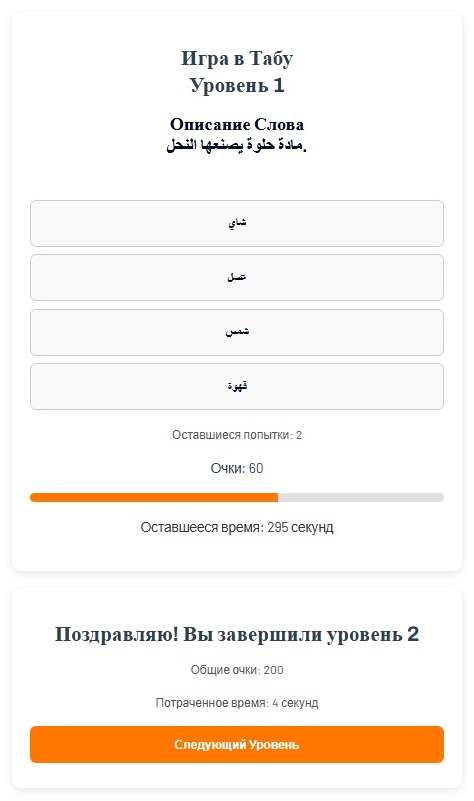 Игра в Табу
Уровень 1
Описание Слова
مادة حلوة يصنعها النحل.
شاي
عسل
شمس
قهوة
Оставшиеся попытки: 2
Очки: 60
Оставшееся время: 295 секунд
Поздравляю! Вы завершили уровень 2
Общие очки: 200
Потраченное время: 4 секунд
Следующий Уровень